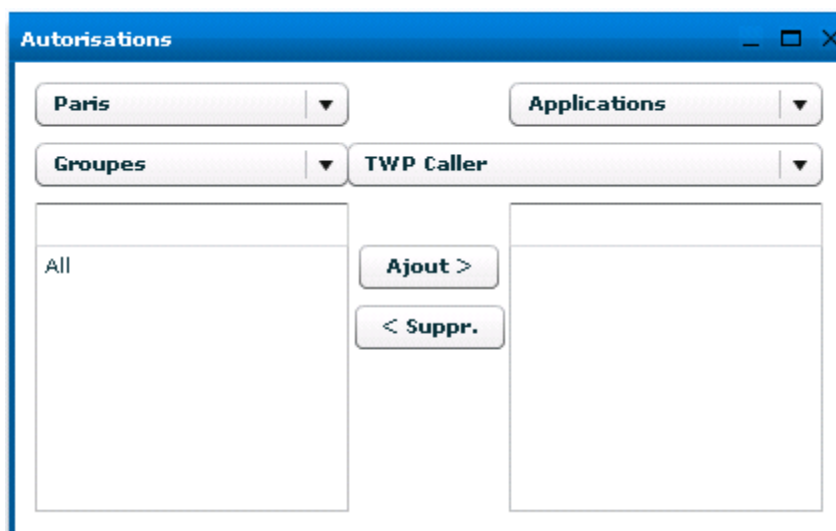 Autorisations
Paris
Applications
Groupes
TWP Caller
All
Ajout >
< Suppr.